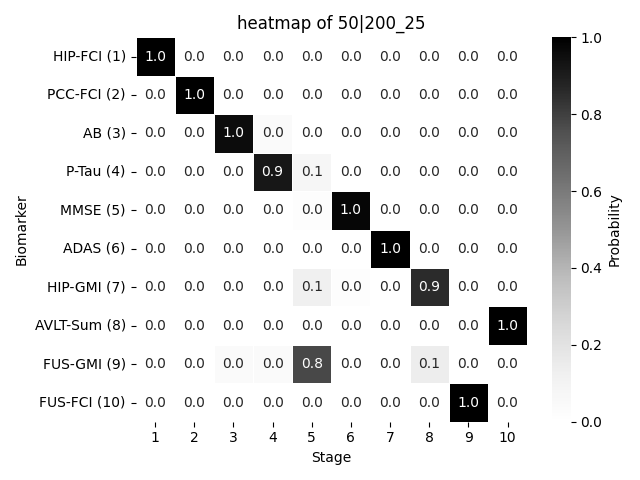 heatmap of 50|200_25
HIP-FCI (1) 1.0 0.0 0.0 0.0 0.0 0.0 0.0 0.0 0.0 0.0
PCC-FCI (2) 0.0 1.0 0.0 0.0 0.0 0.0 0.0 0.0 0.0 0.0
AB (3) 0.0 0.0 1.0 0.0 0.0 0.0 0.0 0.0 0.0 0.0
P-Tau (4) 0.0 0.0 0.0 0.9 0.1 0.0 0.0 0.0 0.0 0.0
MMSE (5) 0.0 0.0 0.0 0.0 0.0 1.0 0.0 0.0 0.0 0.0
ADAS (6) 0.0 0.0 0.0 0.0 0.0 0.0 1.0 0.0 0.0 0.0
HIP-GMI (7) 0.0 0.0 0.0 0.0 0.1 0.0 0.0 0.9 0.0 0.0
AVLT-Sum (8) 0.0 0.0 0.0 0.0 0.0 0.0 0.0 0.0 0.0 1.0
FUS-GMI (9) 0.0 0.0 0.0 0.0 0.8 0.0 0.0 0.1 0.0 0.0
FUS-FCI (10) 0.0 0.0 0.0 0.0 0.0 0.0 0.0 0.0 1.0 0.0
1 2 3 4 5 6 7 8 9 10
Stage
Biomarker
1.0
0.8
0.6
0.4
0.2
0.0
Probability